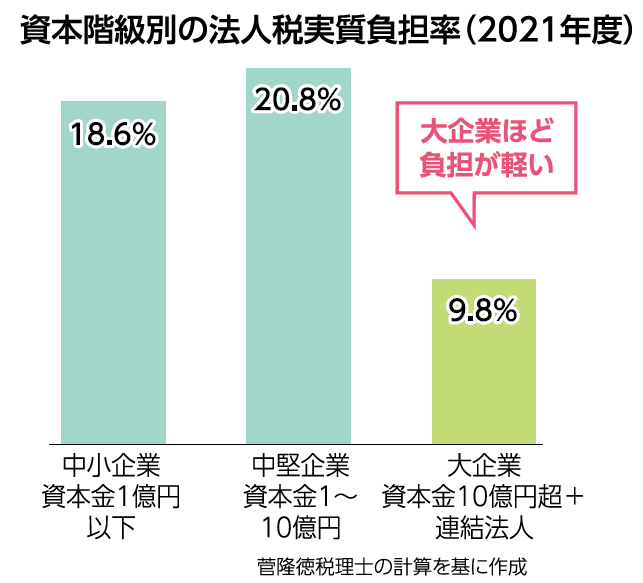 資本階級別の法人税実質負担率（2021年度）
18.6%
20.8%
大企業ほど
負担が軽い
9.8%
中小企業
資本金1億円
以下
中堅企業
資本金1～
10億円
大企業
資本金10億円超＋
連結法人
菅隆徳税理士の計算を基に作成